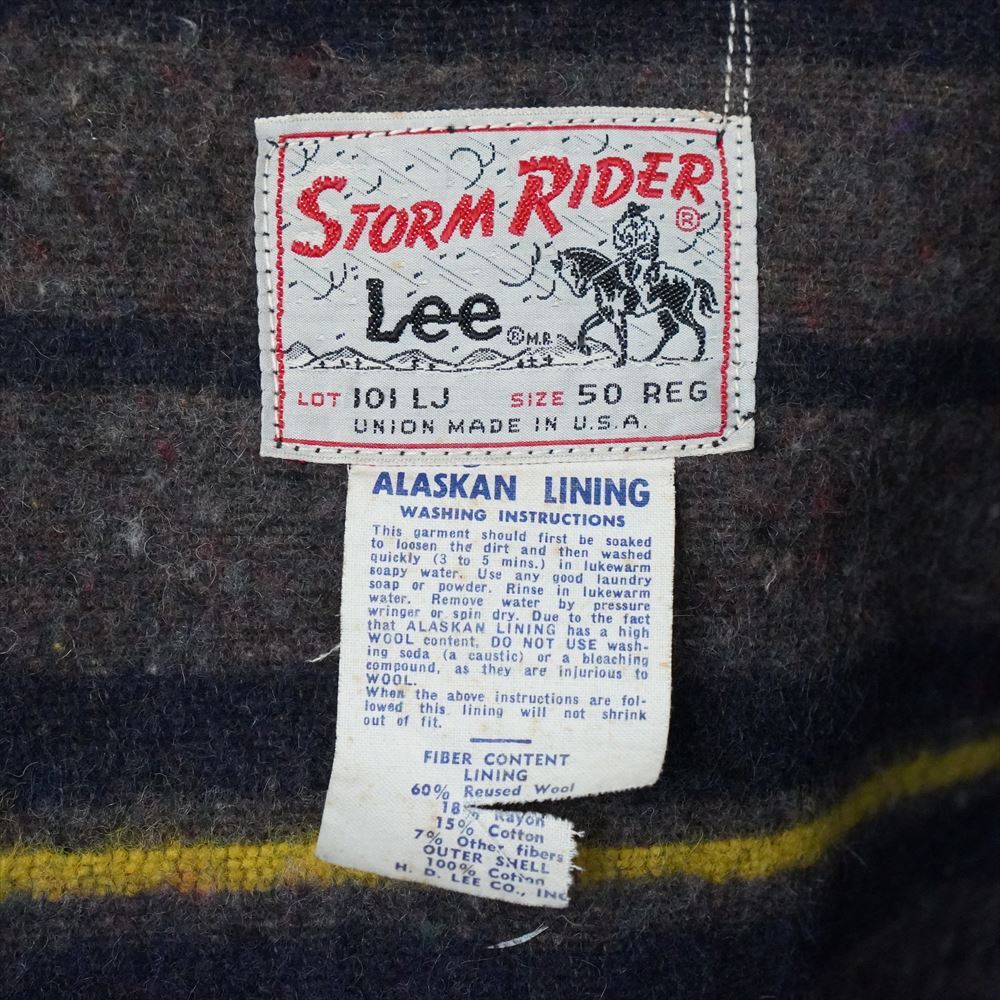 STORM RIDER ®
Lee ® M.R.
LOT 101 LJ SIZE 50 REG
UNION MADE IN U.S.A.
ALASKAN LINING
WASHING INSTRUCTIONS
This garment should first be soaked
to loosen the dirt and then washed
quickly (3 to 5 mins.) in lukewarm
soapy water. Use any good laundry
soap or powder. Rinse in lukewarm
water. Remove water by pressure
wringer or spin dry. Due to the fact
that ALASKAN LINING has a high
WOOL content, DO NOT USE wash-
ing soda (a caustic) or a bleaching
compound, as they are injurious to
WOOL.
When the above instructions are fol-
lowed this lining will not shrink
out of fit.
FIBER CONTENT
LINING
60% Reused Wool
18% Rayon
15% Cotton
7% Other fibers
OUTER SHELL
100% Cotton
H. D. LEE CO., INC